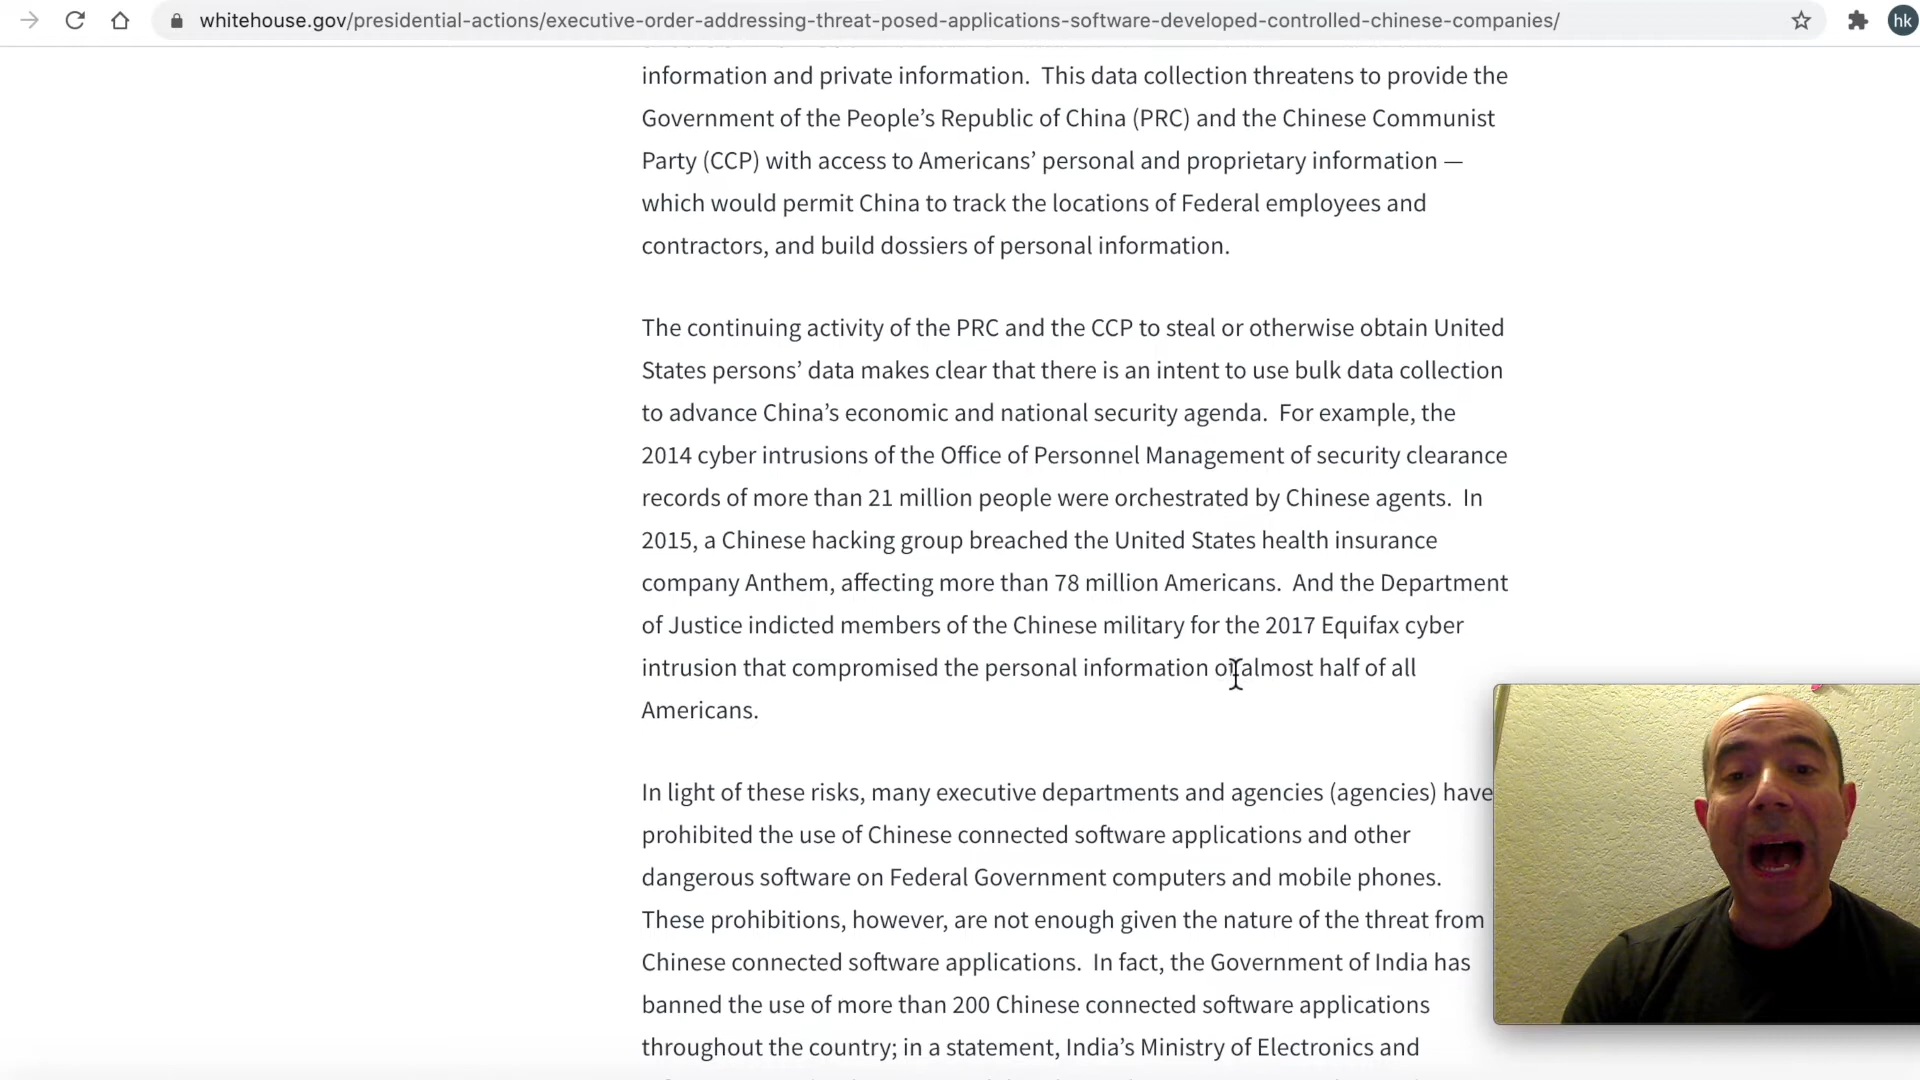 whitehouse.gov/presidential-actions/executive-order-addressing-threat-posed-applications-software-developed-controlled-chinese-companies/
hk
information and private information.  This data collection threatens to provide the
Government of the People’s Republic of China (PRC) and the Chinese Communist
Party (CCP) with access to Americans’ personal and proprietary information —
which would permit China to track the locations of Federal employees and
contractors, and build dossiers of personal information.
The continuing activity of the PRC and the CCP to steal or otherwise obtain United
States persons’ data makes clear that there is an intent to use bulk data collection
to advance China’s economic and national security agenda.  For example, the
2014 cyber intrusions of the Office of Personnel Management of security clearance
records of more than 21 million people were orchestrated by Chinese agents.  In
2015, a Chinese hacking group breached the United States health insurance
company Anthem, affecting more than 78 million Americans.  And the Department
of Justice indicted members of the Chinese military for the 2017 Equifax cyber
intrusion that compromised the personal information of almost half of all
Americans.
In light of these risks, many executive departments and agencies (agencies) have
prohibited the use of Chinese connected software applications and other
dangerous software on Federal Government computers and mobile phones.
These prohibitions, however, are not enough given the nature of the threat from
Chinese connected software applications.  In fact, the Government of India has
banned the use of more than 200 Chinese connected software applications
throughout the country; in a statement, India’s Ministry of Electronics and